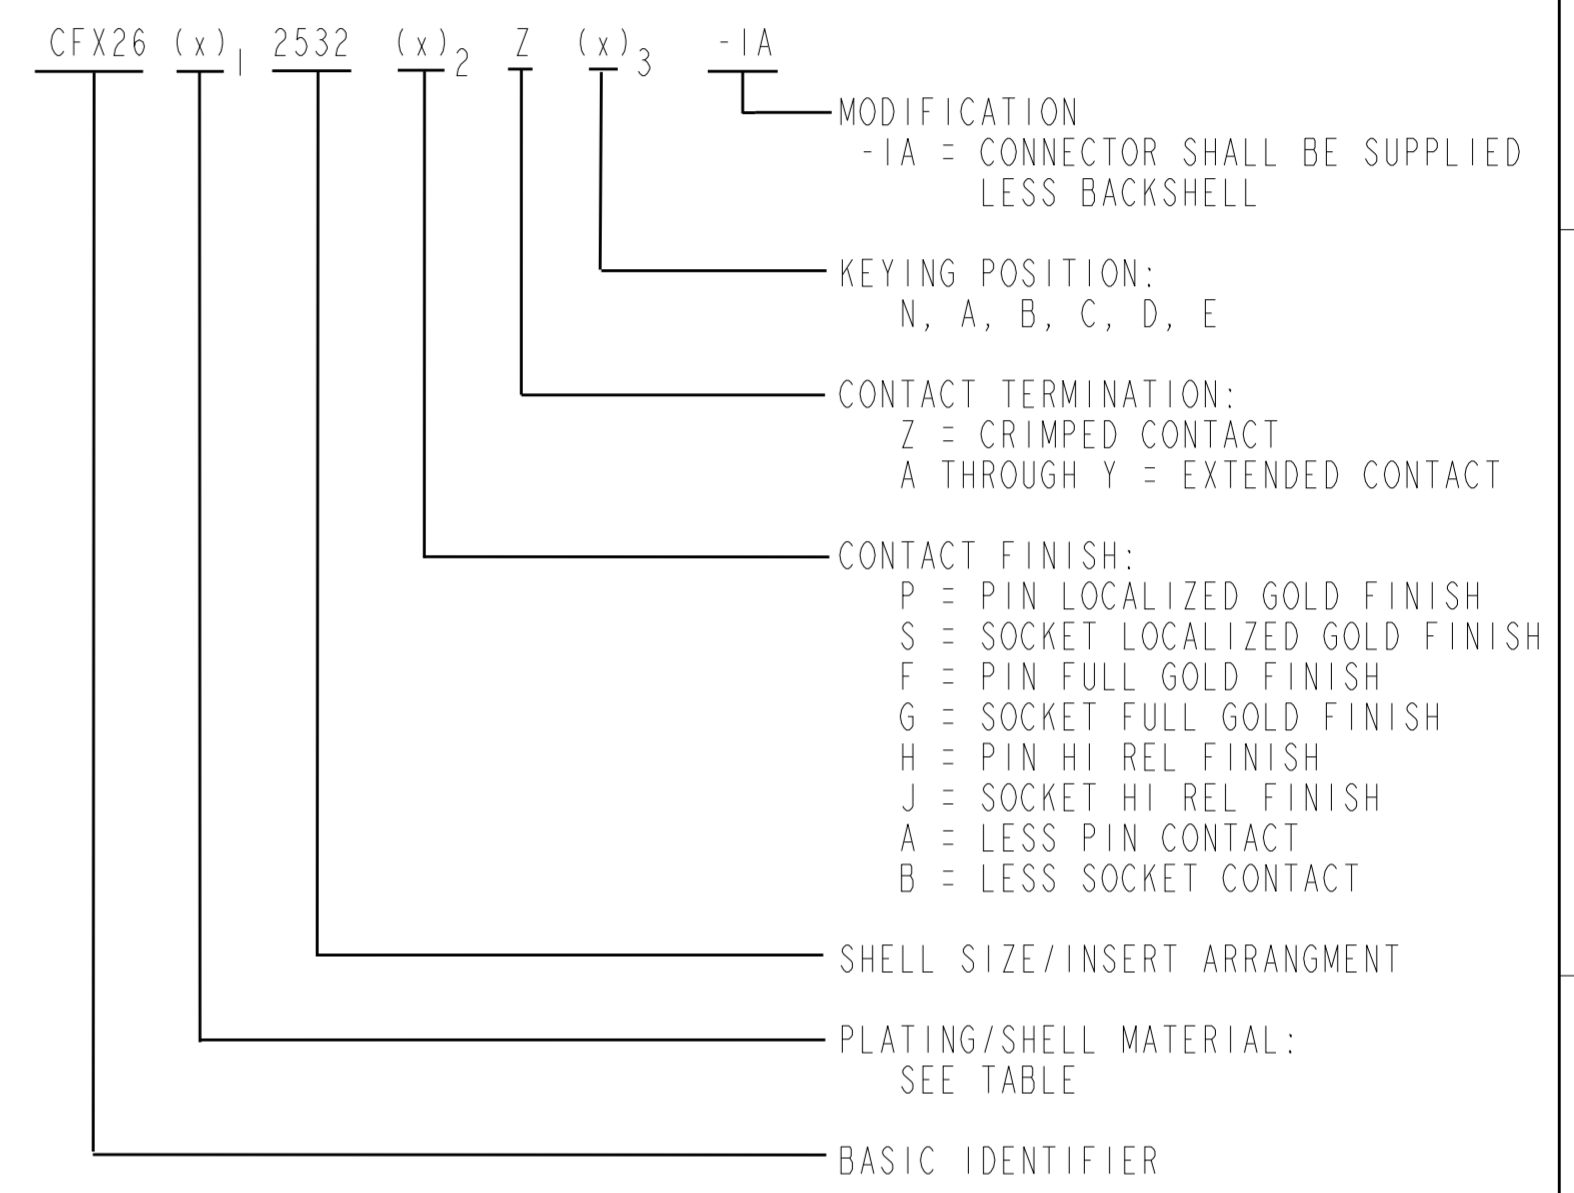 CFX26 (x)1 2532 (x)2 Z (x)3 -1A
MODIFICATION
-1A = CONNECTOR SHALL BE SUPPLIED
LESS BACKSHELL
KEYING POSITION:
N, A, B, C, D, E
CONTACT TERMINATION:
Z = CRIMPED CONTACT
A THROUGH Y = EXTENDED CONTACT
CONTACT FINISH:
P = PIN LOCALIZED GOLD FINISH
S = SOCKET LOCALIZED GOLD FINISH
F = PIN FULL GOLD FINISH
G = SOCKET FULL GOLD FINISH
H = PIN HI REL FINISH
J = SOCKET HI REL FINISH
A = LESS PIN CONTACT
B = LESS SOCKET CONTACT
SHELL SIZE/INSERT ARRANGMENT
PLATING/SHELL MATERIAL:
SEE TABLE
BASIC IDENTIFIER